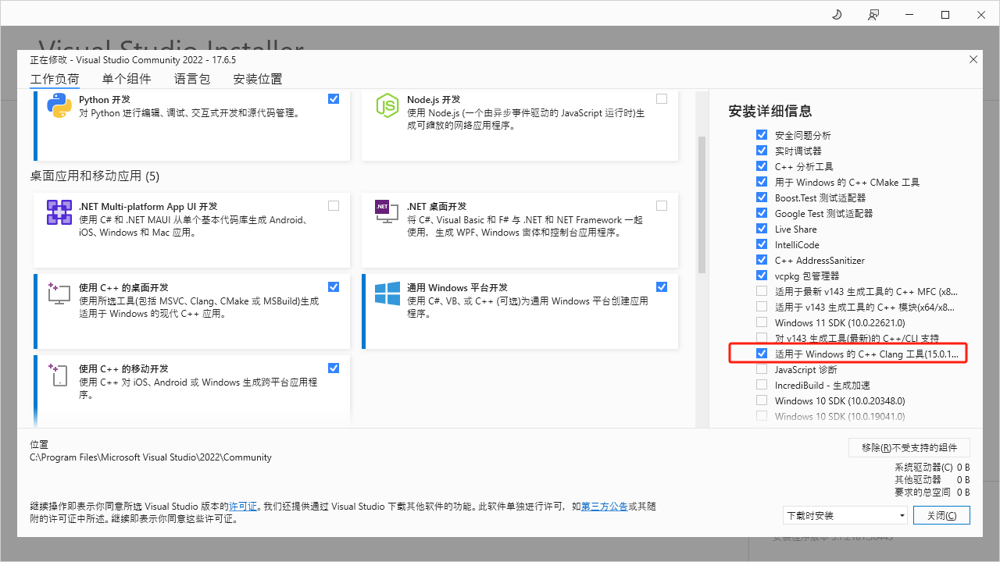 Visual Studio Installer
正在修改 - Visual Studio Community 2022 - 17.6.5
工作负荷 单个组件 语言包 安装位置
Python 开发
对 Python 进行编辑、调试、交互式开发和源代码管理。
Node.js 开发
使用 Node.js (一个由异步事件驱动的 JavaScript 运行时)生
成可缩放的网络应用程序。
桌面应用和移动应用 (5)
.NET Multi-platform App UI 开发
使用 C# 和 .NET MAUI 从单个基本代码库生成 Android、
iOS、Windows 和 Mac 应用。
.NET
.NET 桌面开发
将 C#、Visual Basic 和 F# 与 .NET 和 NET Framework 一起
使用，生成 WPF、Windows 窗体和控制台应用程序。
使用 C++ 的桌面开发
使用所选工具(包括 MSVC、Clang、CMake 或 MSBuild)生成
适用于 Windows 的现代 C++ 应用。
通用 Windows 平台开发
使用 C#、VB、或 C++ (可选)为通用 Windows 平台创建应用
程序。
使用 C++ 的移动开发
使用 C++ 对 iOS、Android 或 Windows 生成跨平台应用程
序。
安装详细信息
安全问题分析
实时调试器
C++ 分析工具
用于 Windows 的 C++ CMake 工具
Boost.Test 测试适配器
Google Test 测试适配器
Live Share
IntelliCode
C++ AddressSanitizer
vcpkg 包管理器
适用于最新 v143 生成工具的 C++ MFC (x8...
适用于 v143 生成工具的 C++ 模块(x64/x8...
Windows 11 SDK (10.0.22621.0)
对 v143 生成工具(最新)的 C++/CLI 支持
适用于 Windows 的 C++ Clang 工具(15.0.1...
JavaScript 诊断
IncrediBuild - 生成加速
Windows 10 SDK (10.0.20348.0)
Windows 10 SDK (10.0.19041.0)
位置
C:\Program Files\Microsoft Visual Studio\2022\Community
移除(R)不受支持的组件
系统驱动器(C) 0 B
其他驱动器 0 B
要求的总空间 0 B
继续操作即表示你同意所选 Visual Studio 版本的许可证。我们还提供通过 Visual Studio 下载其他软件的功能。此软件单独进行许可，如第三方公告或其随
附的许可证中所述。继续即表示你同意这些许可证。
下载时安装
关闭(C)